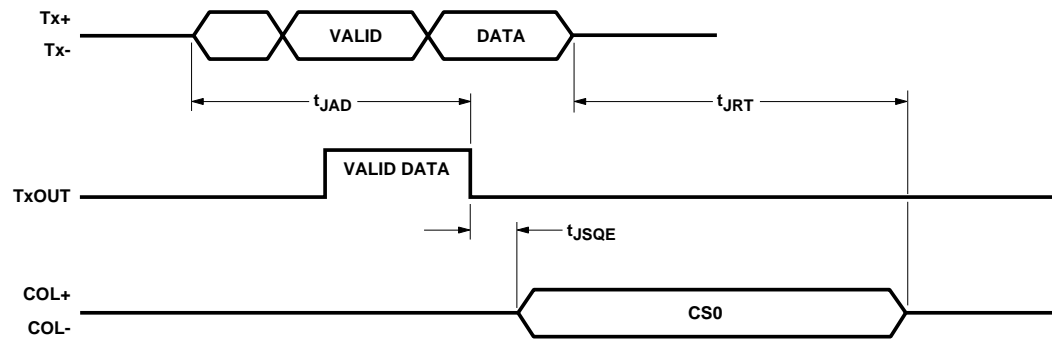 Tx+
Tx-
VALID
DATA
tJAD
tJRT
VALID DATA
TxOUT
tJSQE
COL+
COL-
CS0